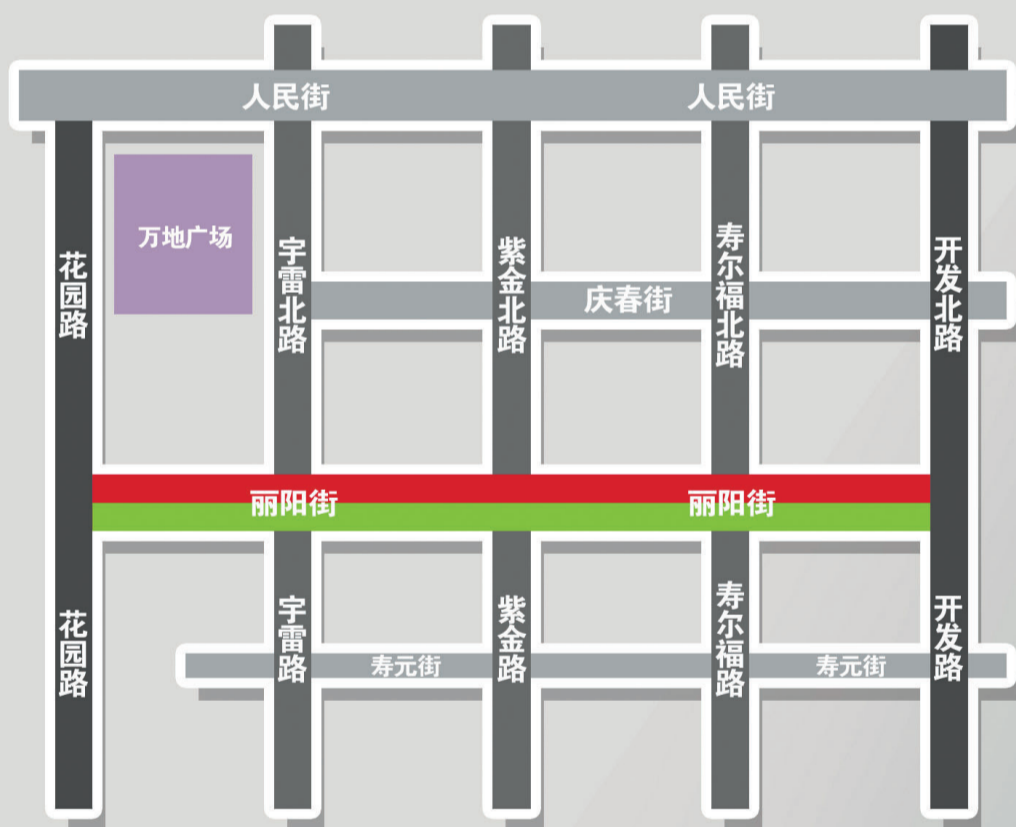 人民街
人民街
万地广场
花园路
宇雷北路
紫金北路
寿尔福北路
开发北路
庆春街
丽阳街
丽阳街
花园路
宇雷路
紫金路
寿尔福路
开发路
寿元街
寿元街